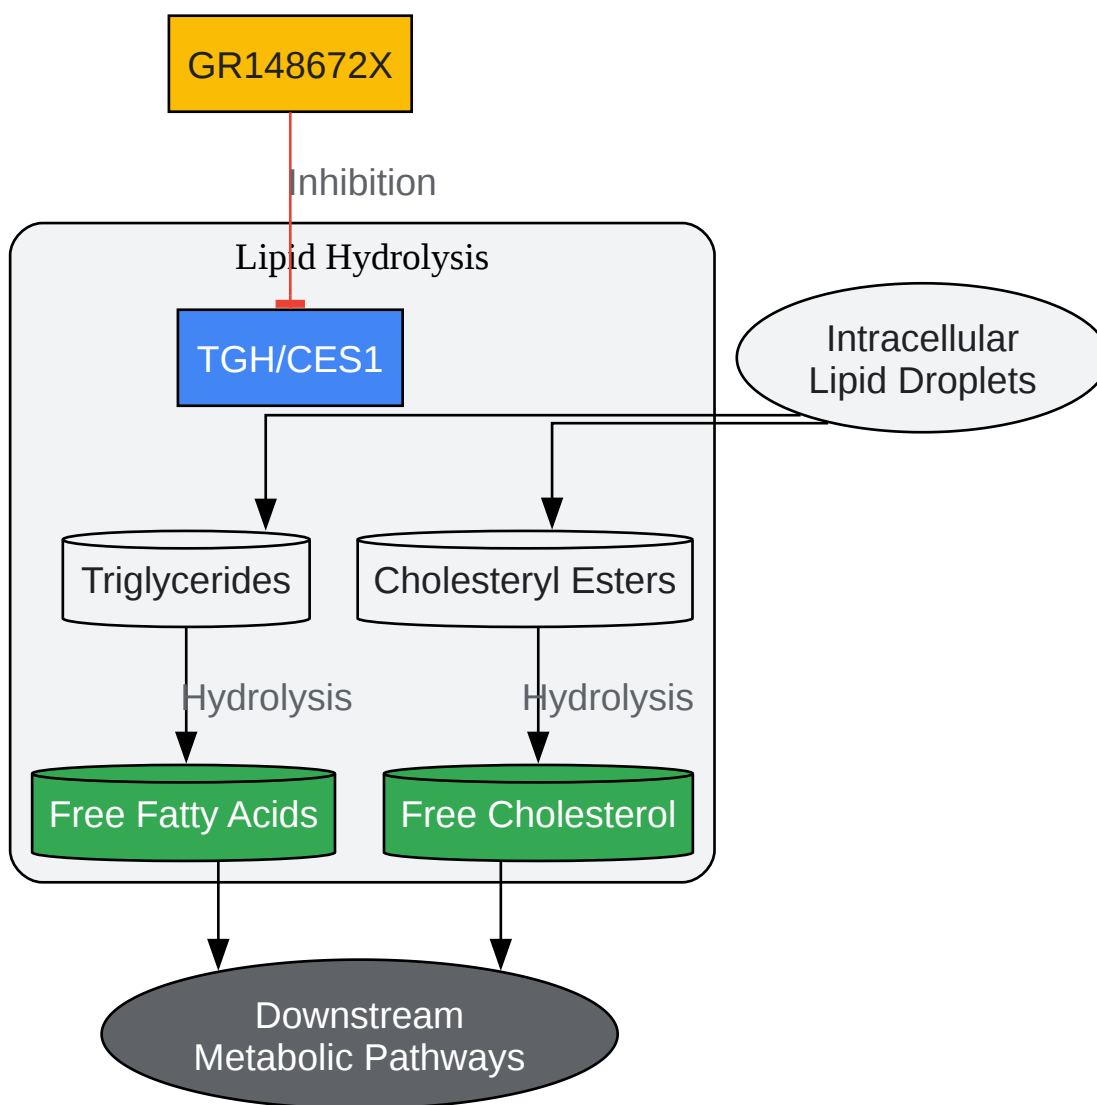 GR148672X
Inhibition
Lipid Hydrolysis
TGH/CES1
Intracellular
Lipid Droplets
Triglycerides
Cholesteryl Esters
Hydrolysis
Hydrolysis
Free Fatty Acids
Free Cholesterol
Downstream
Metabolic Pathways